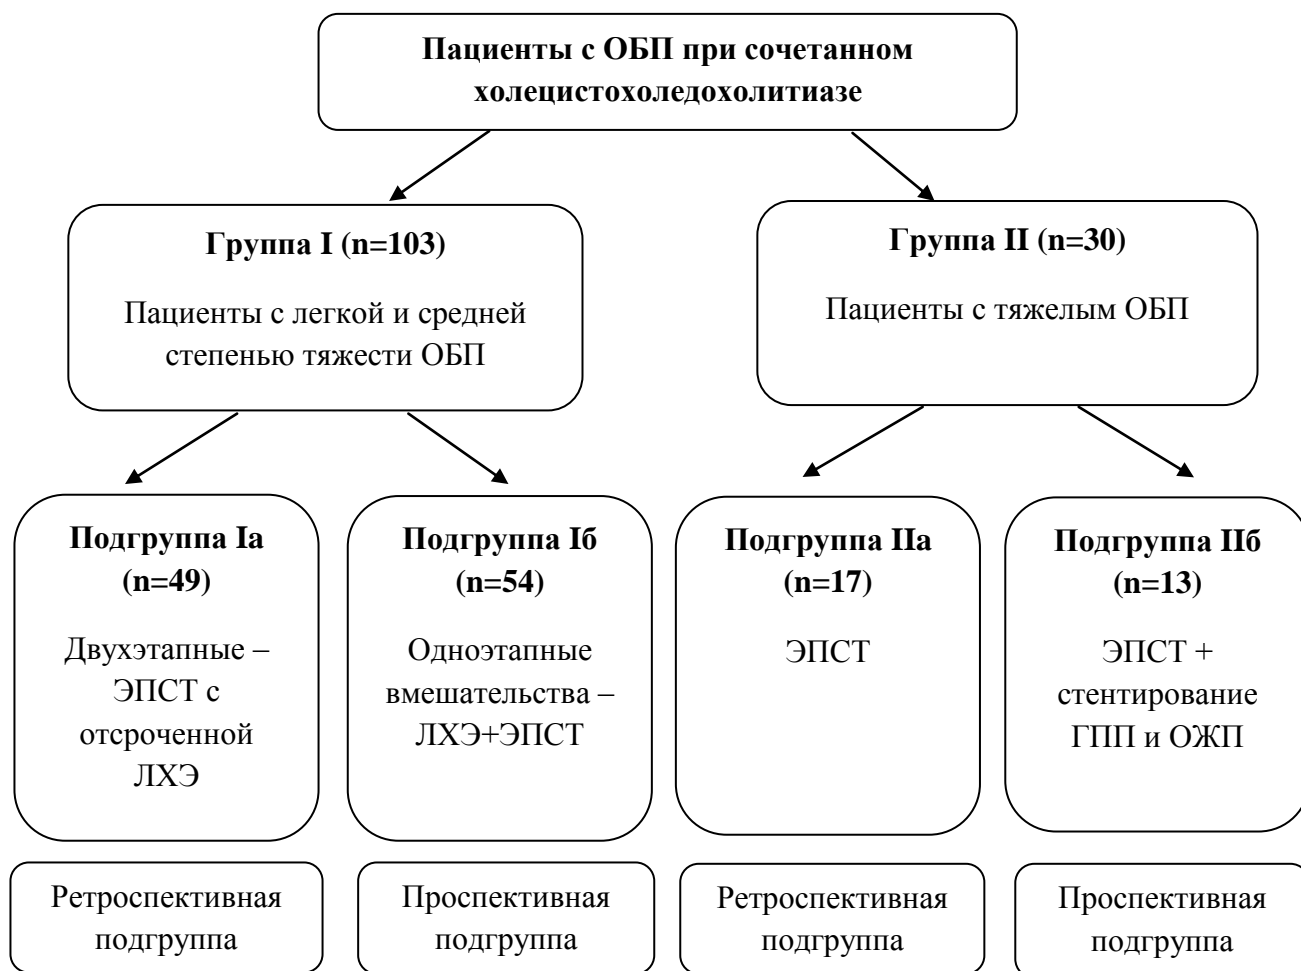 Пациенты с ОБП при сочетанном
холецистохоледохолитиазе
Группа I (n=103)
Пациенты с легкой и средней
степенью тяжести ОБП
Группа II (n=30)
Пациенты с тяжелым ОБП
Подгруппа Iа
(n=49)
Двухэтапные –
ЭПСТ с
отсроченной
ЛХЭ
Подгруппа Iб
(n=54)
Одноэтапные
вмешательства –
ЛХЭ+ЭПСТ
Подгруппа IIа
(n=17)
ЭПСТ
Подгруппа IIб
(n=13)
ЭПСТ +
стентирование
ГПП и ОЖП
Ретроспективная
подгруппа
Проспективная
подгруппа
Ретроспективная
подгруппа
Проспективная
подгруппа